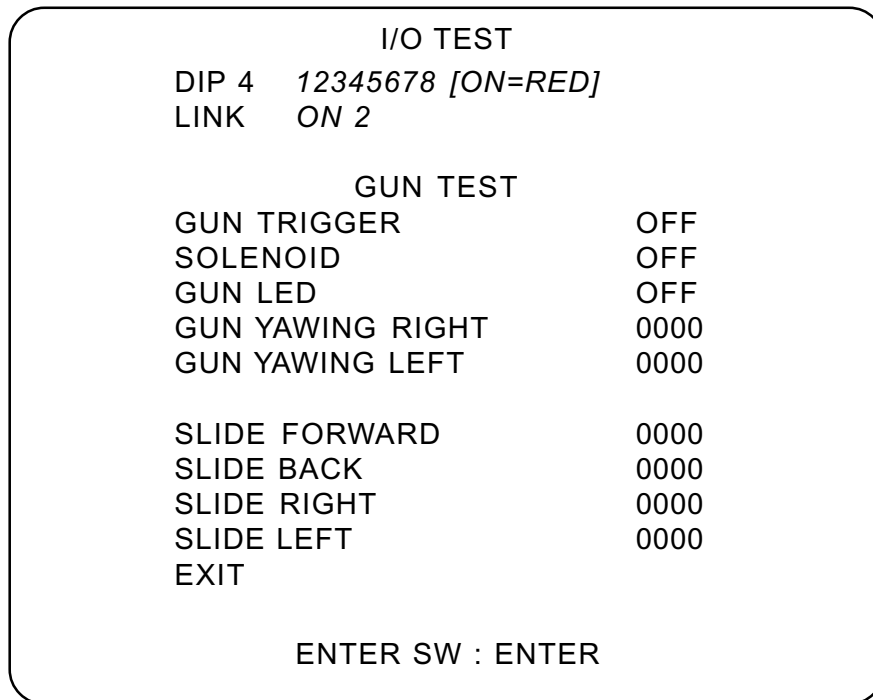 I/O TEST
DIP 4 12345678 [ON=RED]
LINK ON 2
GUN TEST
GUN TRIGGER OFF
SOLENOID OFF
GUN LED OFF
GUN YAWING RIGHT 0000
GUN YAWING LEFT 0000
SLIDE FORWARD 0000
SLIDE BACK 0000
SLIDE RIGHT 0000
SLIDE LEFT 0000
EXIT
ENTER SW : ENTER